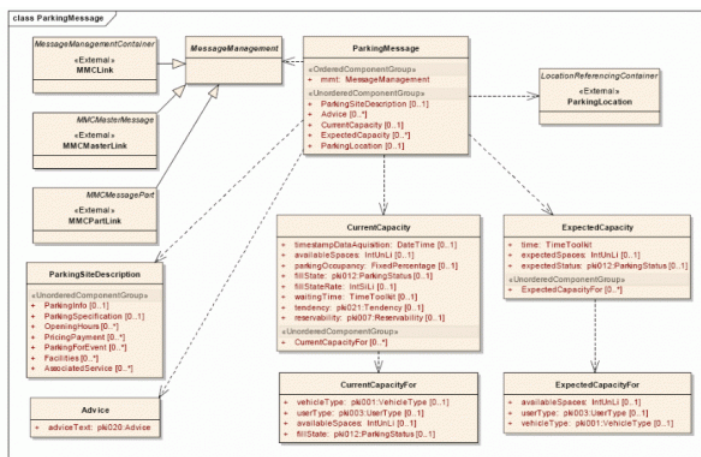 class ParkingMessage
MessageManagementContainer
«External»
MMCLink
MMCMasterMessage
«External»
MMCMasterLink
MMCMessagePart
«External»
MMCPartLink
MessageManagement
ParkingMessage
«OrderedComponentGroup»
+ mmt: MessageManagement
«UnorderedComponentGroup»
+ ParkingSiteDescription [0..1]
+ Advice [0..*]
+ CurrentCapacity [0..1]
+ ExpectedCapacity [0..*]
+ ParkingLocation [0..1]
LocationReferencingContainer
«External»
ParkingLocation
ParkingSiteDescription
«UnorderedComponentGroup»
+ ParkingInfo [0..1]
+ ParkingSpecification [0..1]
+ OpeningHours [0..*]
+ PricingPayment [0..*]
+ ParkingForEvent [0..*]
+ Facilities [0..*]
+ AssociatedService [0..*]
Advice
+ adviceText: pki020:Advice [0..*]
CurrentCapacity
+ timestampDataAquisition: DateTime [0..1]
+ availableSpaces: IntUnLi [0..1]
+ parkingOccupancy: FixedPercentage [0..1]
+ fillState: pki012:ParkingStatus [0..1]
+ fillStateRate: IntSiLi [0..1]
+ waitingTime: TimeToolkit [0..1]
+ tendency: pki021:Tendency [0..1]
+ reservability: pki007:Reservability [0..1]
«UnorderedComponentGroup»
+ CurrentCapacityFor [0..*]
CurrentCapacityFor
+ vehicleType: pki001:VehicleType [0..1]
+ userType: pki003:UserType [0..1]
+ availableSpaces: IntUnLi [0..1]
+ fillState: pki012:ParkingStatus [0..1]
ExpectedCapacity
+ time: TimeToolkit
+ expectedSpaces: IntUnLi [0..1]
+ expectedStatus: pki012:ParkingStatus [0..1]
«UnorderedComponentGroup»
+ ExpectedCapacityFor [0..*]
ExpectedCapacityFor
+ availableSpaces: IntUnLi [0..1]
+ userType: pki003:UserType [0..1]
+ vehicleType: pki001:VehicleType [0..1]